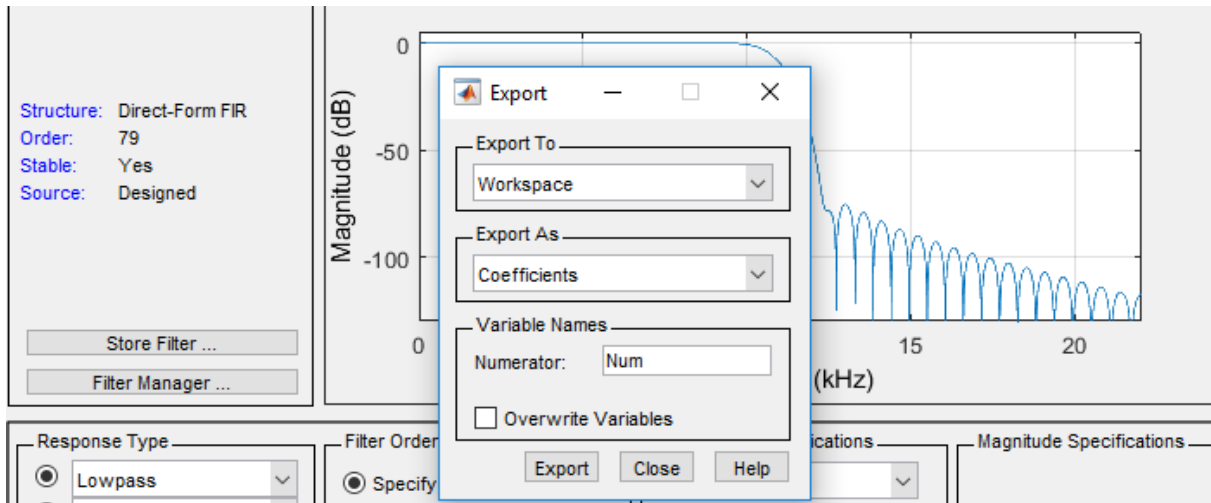 Structure: Direct-Form FIR
Order: 79
Stable: Yes
Source: Designed
Store Filter ...
Filter Manager ...
Magnitude (dB)
0
-50
-100
0
15
20
(kHz)
Export
Export To
Workspace
Export As
Coefficients
Variable Names
Numerator: Num
Overwrite Variables
Export Close Help
Response Type
Lowpass
Filter Order
Specify
ications
Magnitude Specifications